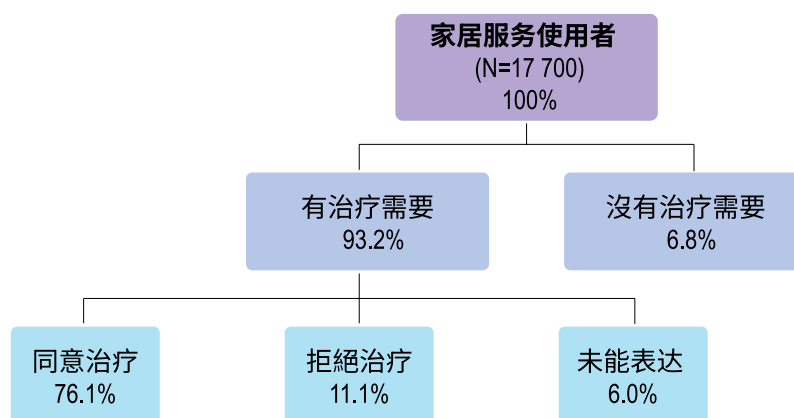 家居服务使用者
(N=17 700)
100%
有治疗需要
93.2%
沒有治疗需要
6.8%
同意治疗
76.1%
拒絕治疗
11.1%
未能表达
6.0%